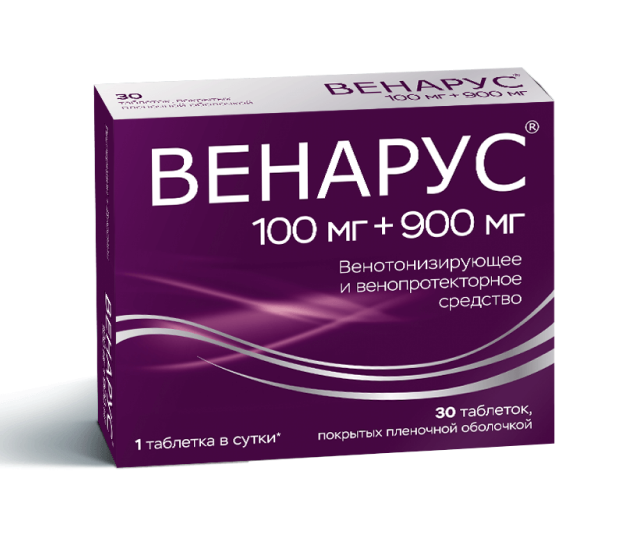 30
таблеток, покрытых
пленочной оболочкой
ВЕНАРУС®
100 мг + 900 мг
ВЕНАРУС®
100 мг + 900 мг
Венотонизирующее
и венопротекторное
средство
30 таблеток,
покрытых пленочной оболочкой
1 таблетка в сутки*
ВЕНАРУС